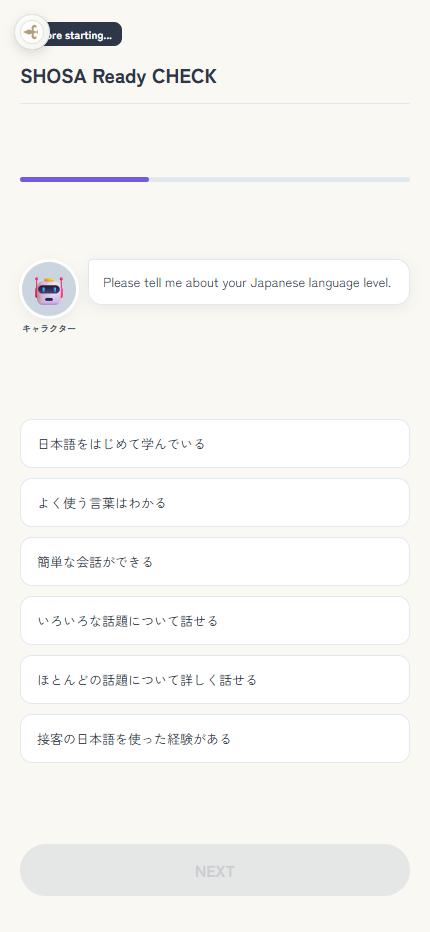 ore starting...
SHOSA Ready CHECK
Please tell me about your Japanese language level.
キャラクター
日本語をはじめて学んでいる
よく使う言葉はわかる
簡単な会話ができる
いろいろな話題について話せる
ほとんどの話題について詳しく話せる
接客の日本語を使った経験がある
NEXT